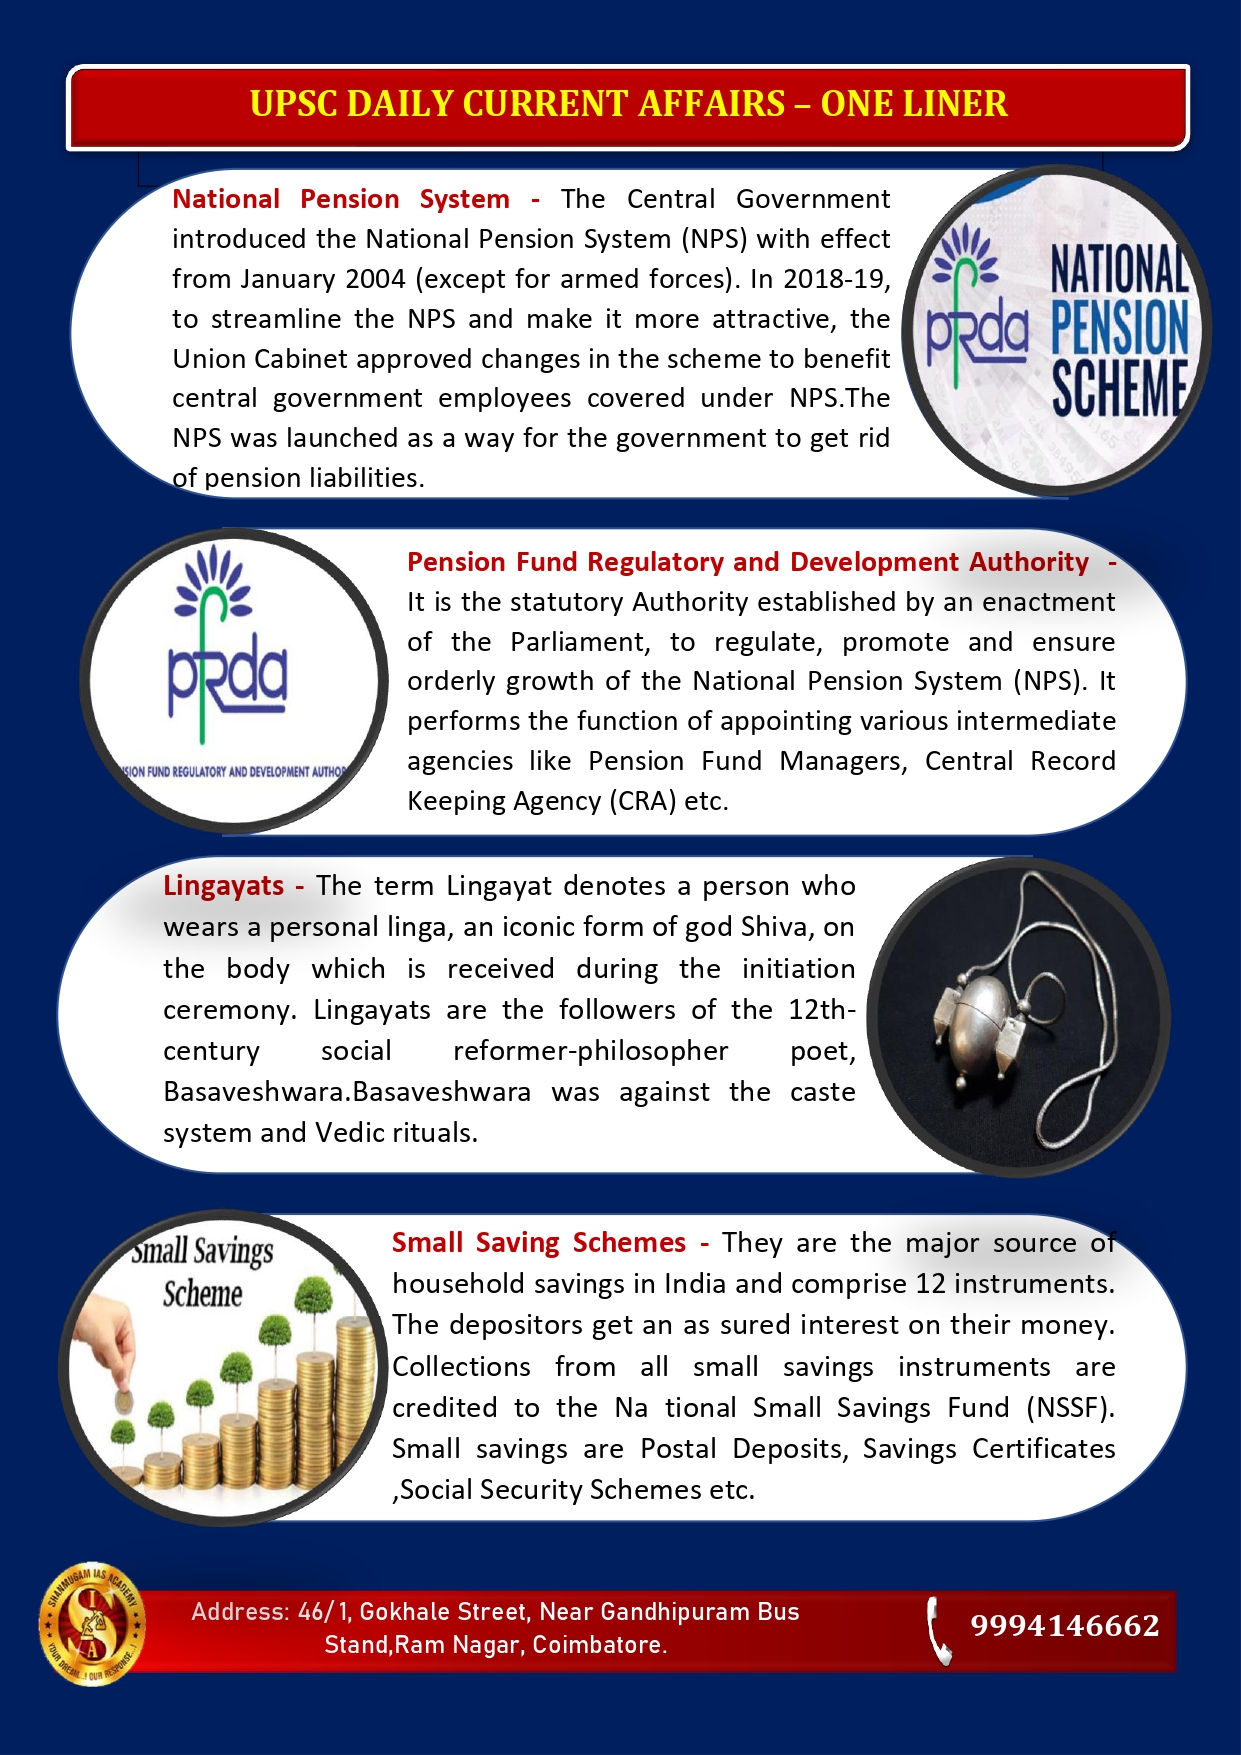 UPSC DAILY CURRENT AFFAIRS – ONE LINER
National Pension System - The Central Government
introduced the National Pension System (NPS) with effect
from January 2004 (except for armed forces). In 2018-19,
to streamline the NPS and make it more attractive, the
Union Cabinet approved changes in the scheme to benefit
central government employees covered under NPS.The
NPS was launched as a way for the government to get rid
of pension liabilities.
pfrda
NATIONAL
PENSION
SCHEME
pfrda
NSION FUND REGULATORY AND DEVELOPMENT AUTHOR
Pension Fund Regulatory and Development Authority -
It is the statutory Authority established by an enactment
of the Parliament, to regulate, promote and ensure
orderly growth of the National Pension System (NPS). It
performs the function of appointing various intermediate
agencies like Pension Fund Managers, Central Record
Keeping Agency (CRA) etc.
Lingayats - The term Lingayat denotes a person who
wears a personal linga, an iconic form of god Shiva, on
the body which is received during the initiation
ceremony. Lingayats are the followers of the 12th-
century social reformer-philosopher poet,
Basaveshwara.Basaveshwara was against the caste
system and Vedic rituals.
Small Savings
Scheme
Small Saving Schemes - They are the major source of
household savings in India and comprise 12 instruments.
The depositors get an as sured interest on their money.
Collections from all small savings instruments are
credited to the Na tional Small Savings Fund (NSSF).
Small savings are Postal Deposits, Savings Certificates
,Social Security Schemes etc.
SHANMUGAM IAS ACADEMY
SIA
YOUR DREAM...! OUR RESPONSE...!
Address: 46/1, Gokhale Street, Near Gandhipuram Bus
Stand,Ram Nagar, Coimbatore.
9994146662